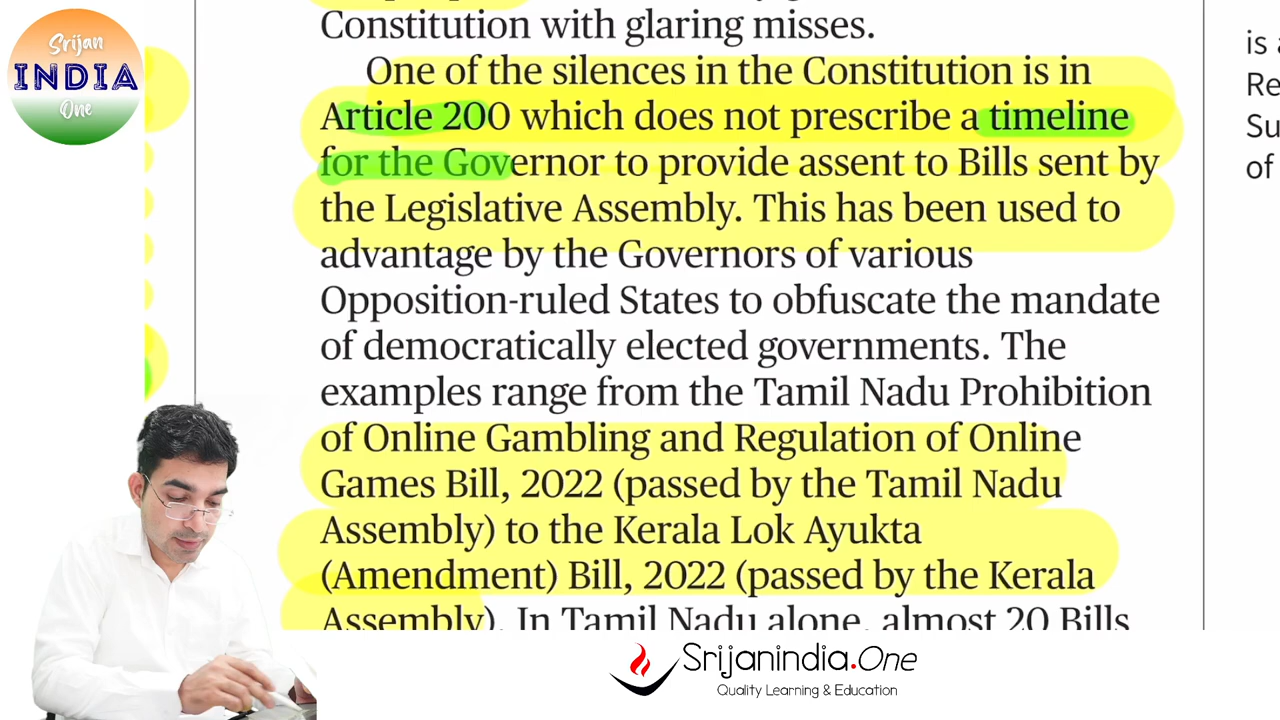 Srijan
INDIA
One
Constitution with glaring misses.
One of the silences in the Constitution is in
Article 200 which does not prescribe a timeline
for the Governor to provide assent to Bills sent by
the Legislative Assembly. This has been used to
advantage by the Governors of various
Opposition-ruled States to obfuscate the mandate
of democratically elected governments. The
examples range from the Tamil Nadu Prohibition
of Online Gambling and Regulation of Online
Games Bill, 2022 (passed by the Tamil Nadu
Assembly) to the Kerala Lok Ayukta
(Amendment) Bill, 2022 (passed by the Kerala
Assembly). In Tamil Nadu alone, almost 20 Bills
is
Re
Su
of
Srijanindia.One
Quality Learning & Education